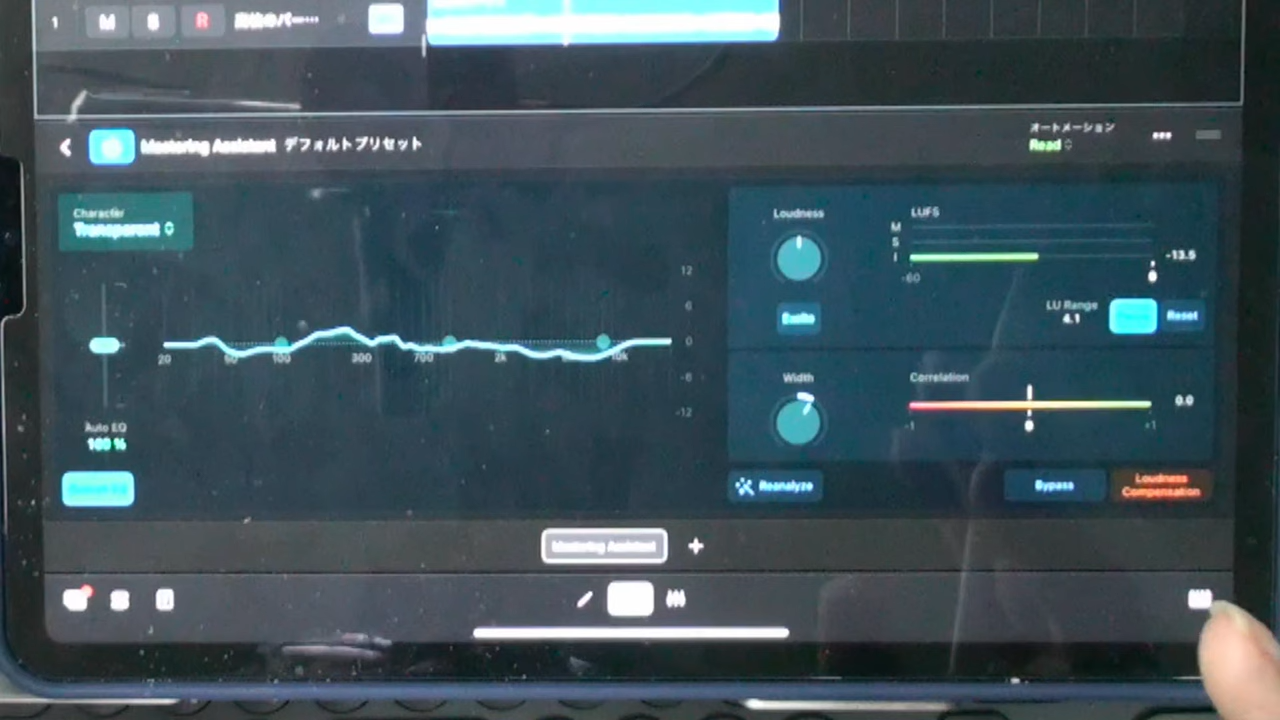 1 M S R
Mastering Assistant デフォルトプリセット
オートメーション
Read
Character
Transparent
Loudness
LUFS
M
S
I
-13.5
-60
0
12
6
0
-6
-12
Excite
LU Range
4.1
Reset
20 50 100 300 700 2k 10k
Width
Correlation
0.0
-1 0 +1
Auto EQ
100 %
Reanalyze
Bypass
Loudness
Compensation
Mastering Assistant +